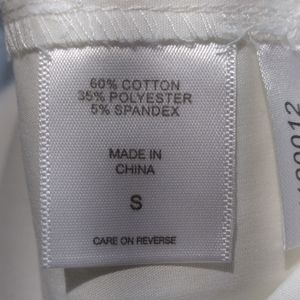 60% COTTON
35% POLYESTER
5% SPANDEX
MADE IN
CHINA
S
CARE ON REVERSE